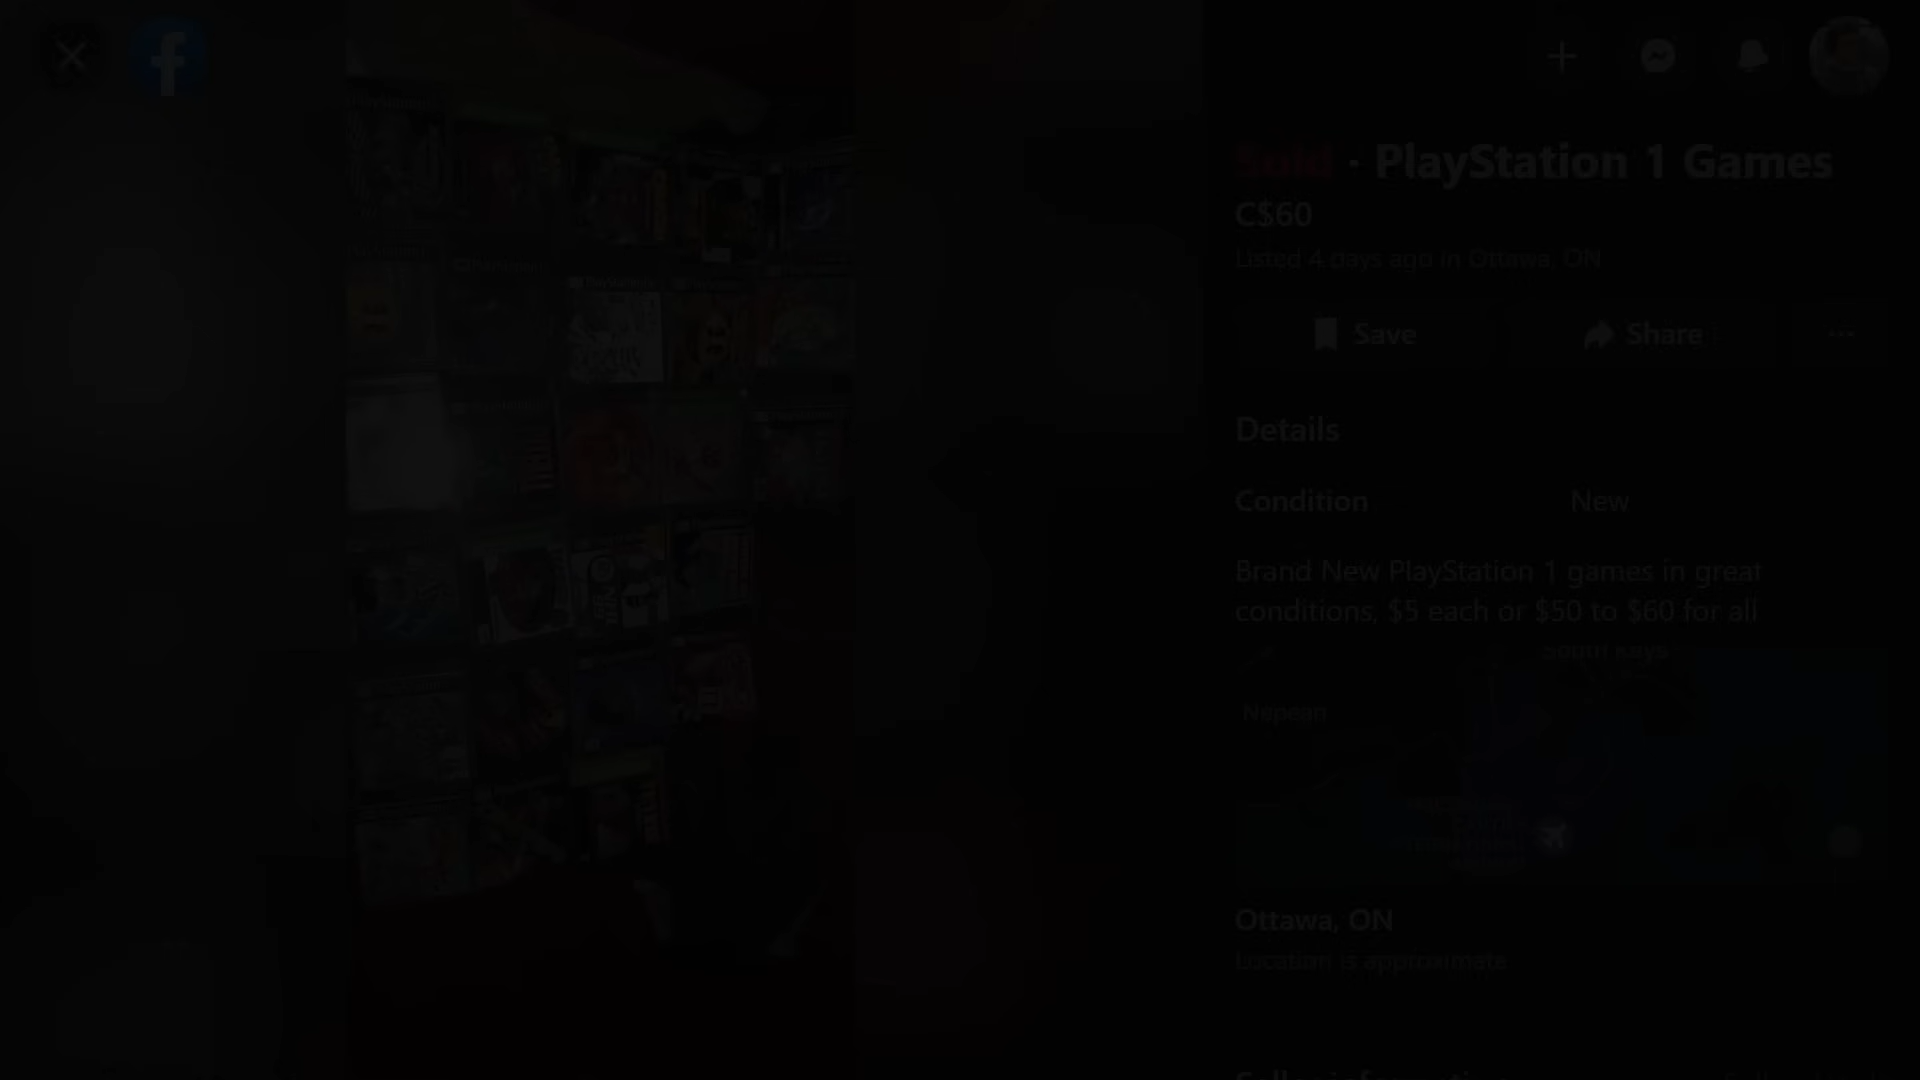 Sold · PlayStation 1 Games
C$60
Listed 4 days ago in Ottawa, ON
Save
Share
Details
Condition
New
Brand New PlayStation 1 games in great
conditions, $5 each or $50 to $60 for all
South Keys
Nepean
Ottawa, ON
Location is approximate